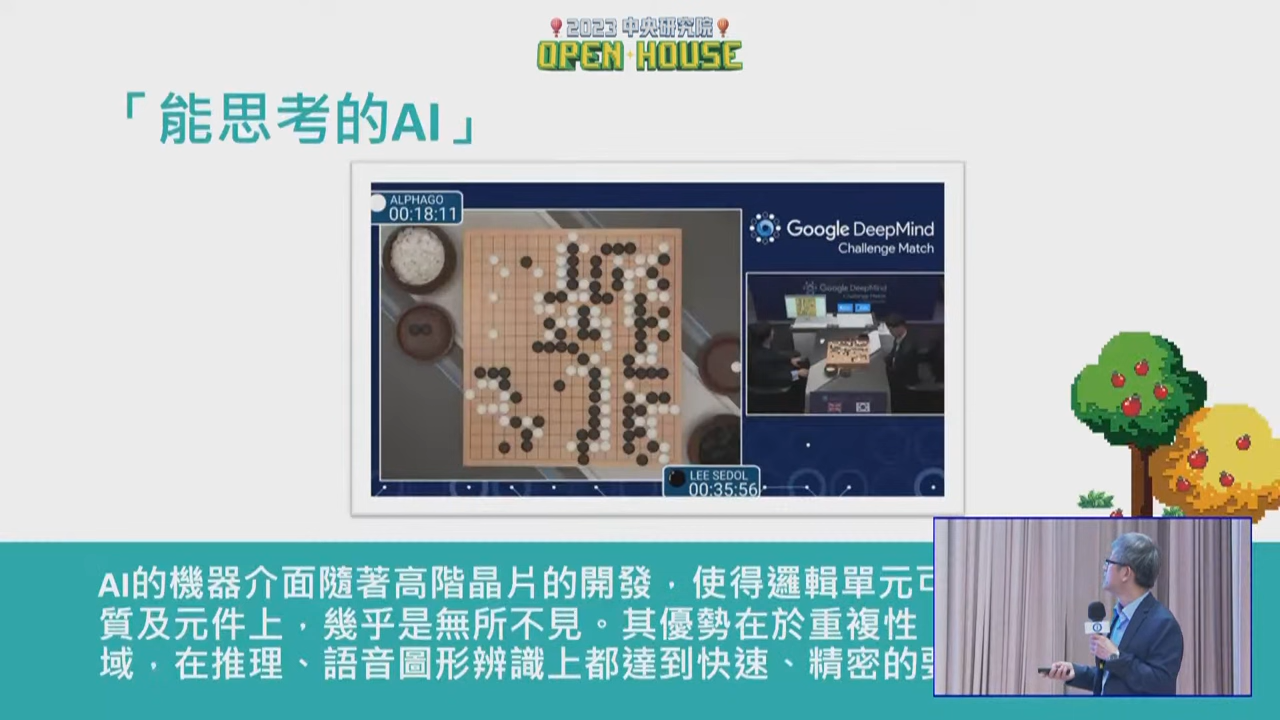 2023 中央研究院
OPEN HOUSE
「能思考的AI」
ALPHAGO
00:18:11
Google DeepMind
Challenge Match
Google DeepMind
LEE SEDOL
00:35:56
AI的機器介面隨著高階晶片的開發，使得邏輯單元可
質及元件上，幾乎是無所不見。其優勢在於重複性
域，在推理、語音圖形辨識上都達到快速、精密的